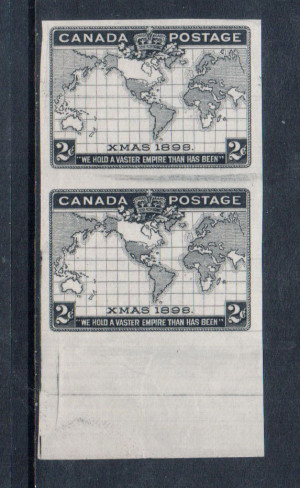 CANADA POSTAGE
XMAS 1898.
2¢ 2¢
"WE HOLD A VASTER EMPIRE THAN HAS BEEN"
CANADA POSTAGE
XMAS 1898.
2¢ 2¢
"WE HOLD A VASTER EMPIRE THAN HAS BEEN"